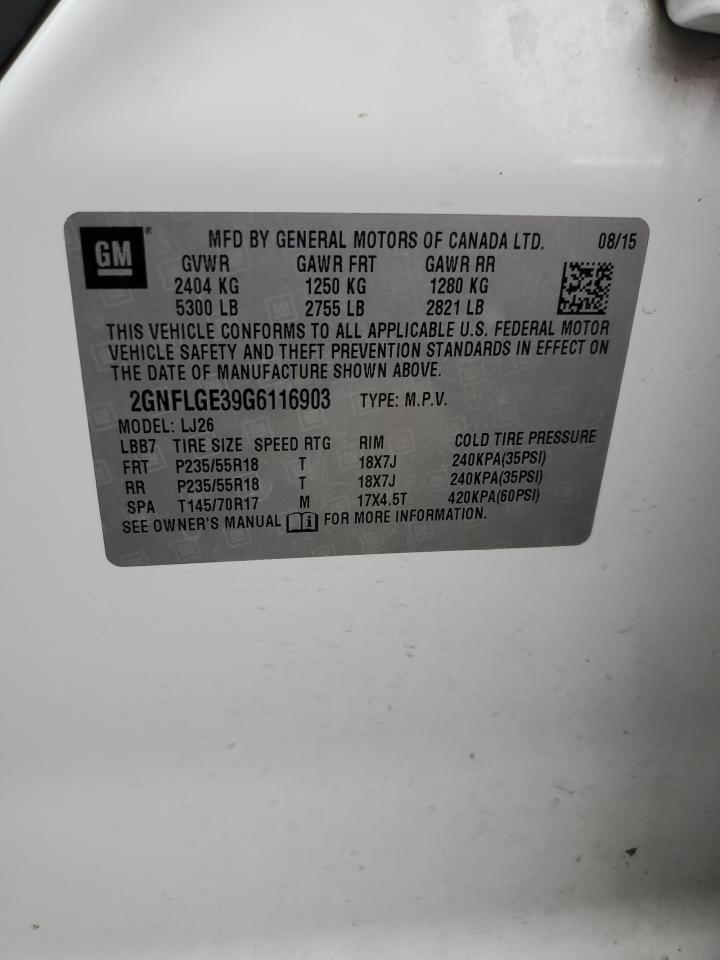 GM ® MFD BY GENERAL MOTORS OF CANADA LTD. 08/15
GVWR GAWR FRT GAWR RR
2404 KG 1250 KG 1280 KG
5300 LB 2755 LB 2821 LB
THIS VEHICLE CONFORMS TO ALL APPLICABLE U.S. FEDERAL MOTOR
VEHICLE SAFETY AND THEFT PREVENTION STANDARDS IN EFFECT ON
THE DATE OF MANUFACTURE SHOWN ABOVE.
2GNFLGE39G6116903 TYPE: M.P.V.
MODEL: LJ26
LBB7 TIRE SIZE SPEED RTG RIM COLD TIRE PRESSURE
FRT P235/55R18 T 18X7J 240KPA(35PSI)
RR P235/55R18 T 18X7J 240KPA(35PSI)
SPA T145/70R17 M 17X4.5T 420KPA(60PSI)
SEE OWNER'S MANUAL FOR MORE INFORMATION.